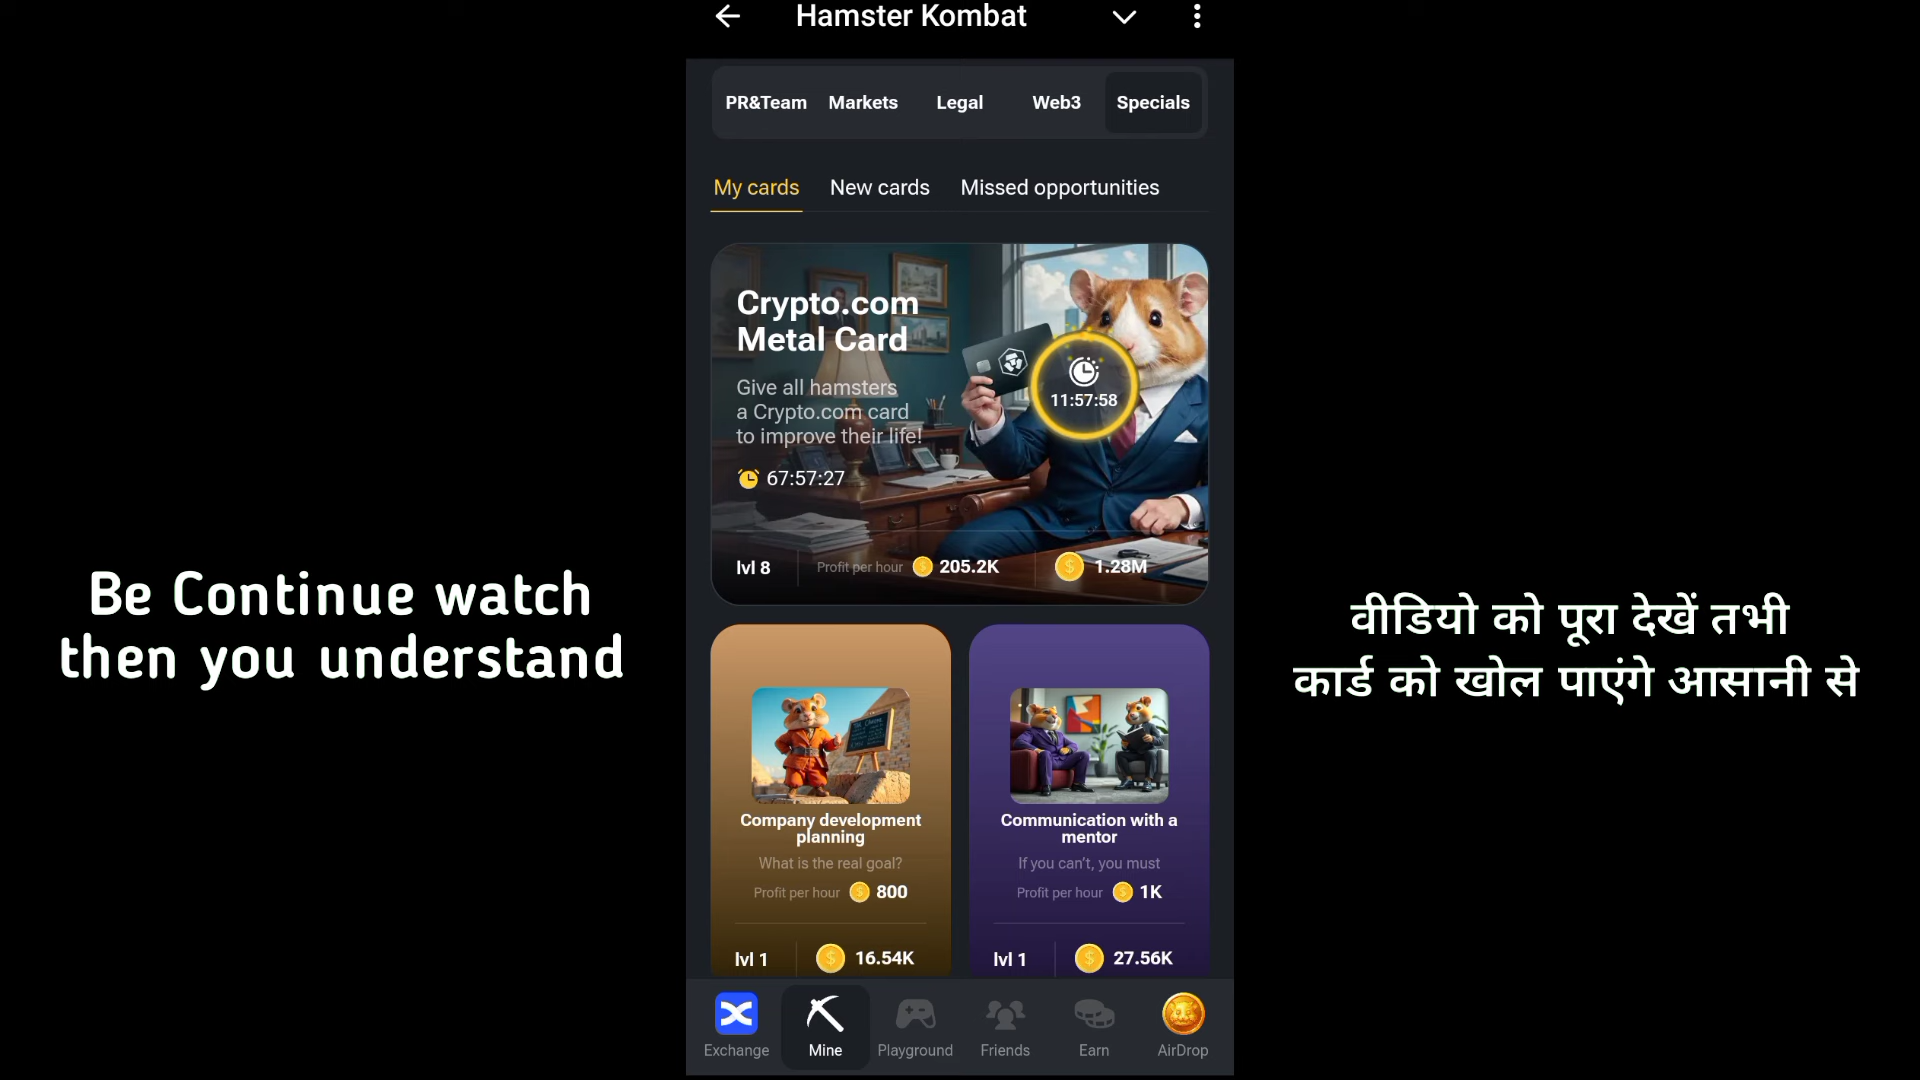 Hamster Kombat
PR&Team Markets Legal Web3 Specials
My cards New cards Missed opportunities
Crypto.com
Metal Card
Give all hamsters
a Crypto.com card
to improve their life!
67:57:27
11:57:58
lvl 8 Profit per hour 205.2K 1.28M
Be Continue watch
then you understand
वीडियो को पूरा देखें तभी
कार्ड को खोल पाएंगे आसानी से
Company development
planning
What is the real goal?
Profit per hour 800
lvl 1 16.54K
Communication with a
mentor
If you can't, you must
Profit per hour 1K
lvl 1 27.56K
Exchange Mine Playground Friends Earn AirDrop